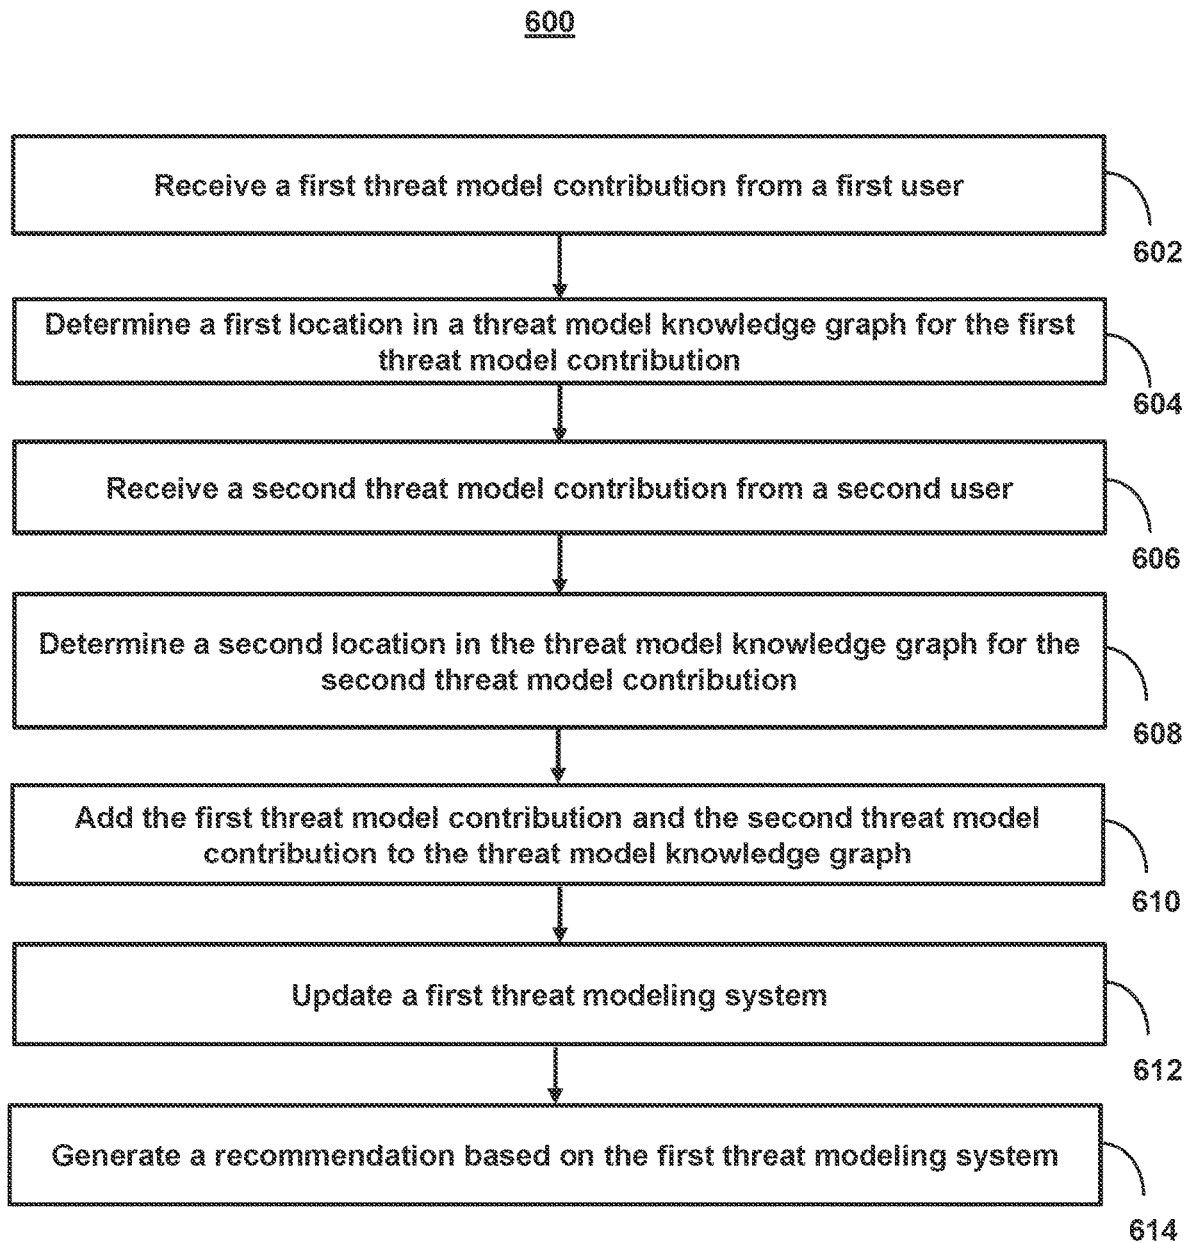 600
Receive a first threat model contribution from a first user
602
Determine a first location in a threat model knowledge graph for the first
threat model contribution
604
Receive a second threat model contribution from a second user
606
Determine a second location in the threat model knowledge graph for the
second threat model contribution
608
Add the first threat model contribution and the second threat model
contribution to the threat model knowledge graph
610
Update a first threat modeling system
612
Generate a recommendation based on the first threat modeling system
614